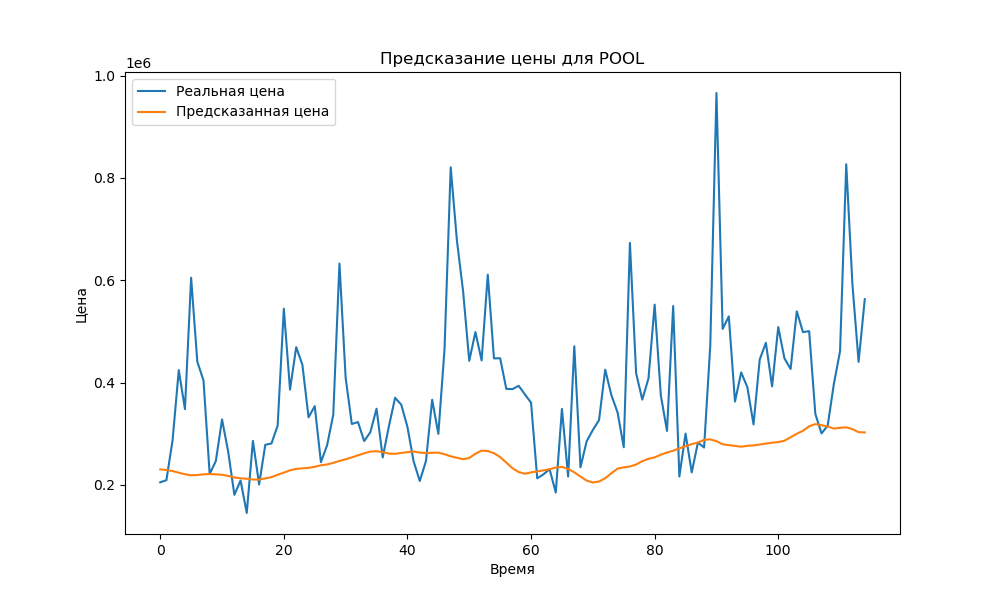 Предсказание цены для POOL
1e6
Реальная цена
Предсказанная цена
1.0
0.8
0.6
0.4
0.2
Цена
0 20 40 60 80 100
Время